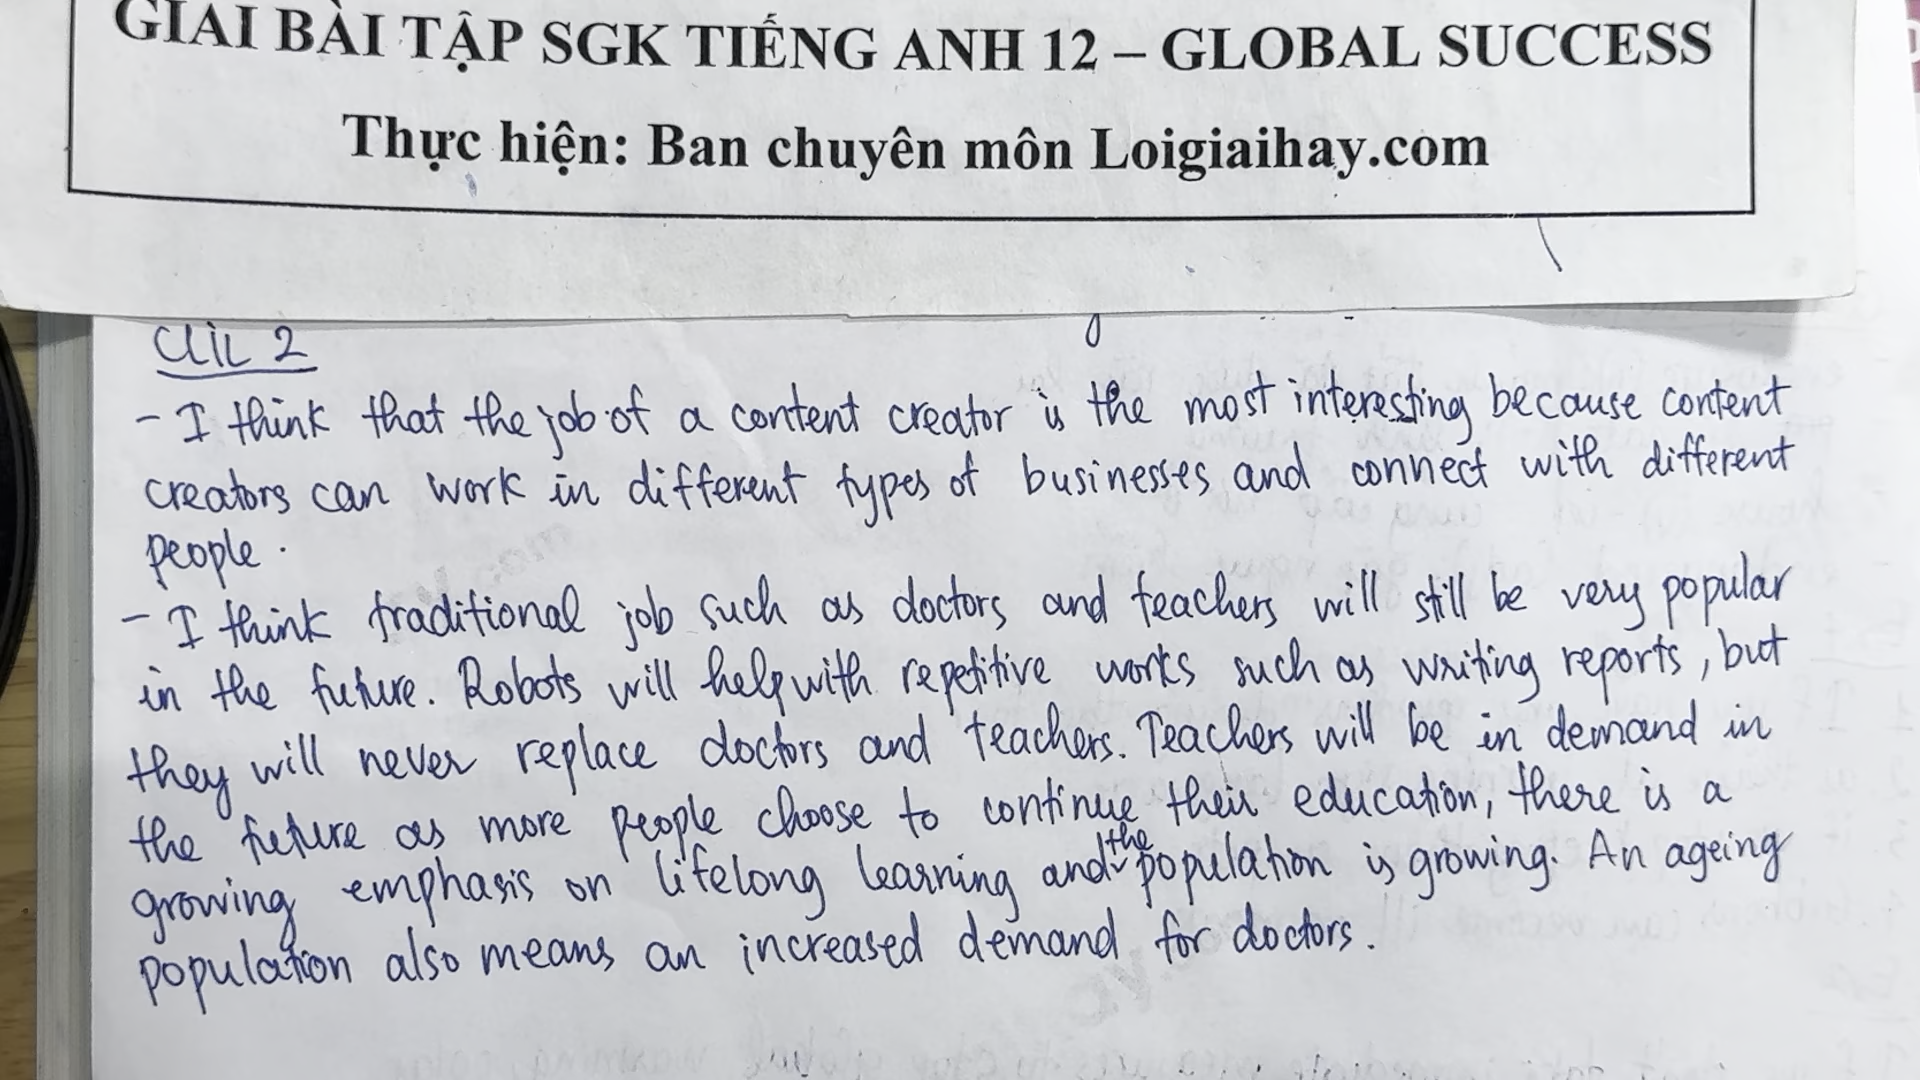 GIẢI BÀI TẬP SGK TIẾNG ANH 12 – GLOBAL SUCCESS
Thực hiện: Ban chuyên môn Loigiaihay.com
CLIL 2
- I think that the job of a content creator is the most interesting because content
creators can work in different types of businesses and connect with different
people.
- I think traditional job such as doctors and teachers will still be very popular
in the future. Robots will help with repetitive works such as writing reports, but
they will never replace doctors and teachers. Teachers will be in demand in
the future as more people choose to continue their education, there is a
growing emphasis on lifelong learning and the population is growing. An ageing
population also means an increased demand for doctors.